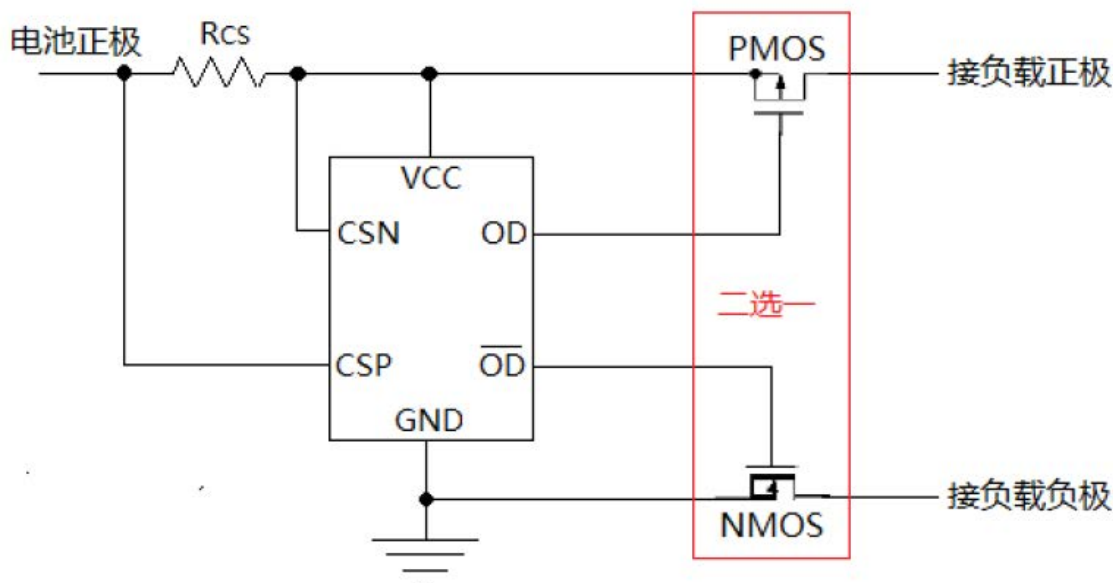 电池正极
RCS
PMOS
接负载正极
VCC
CSN
OD
二选一
CSP
O̅D̅
GND
接负载负极
NMOS